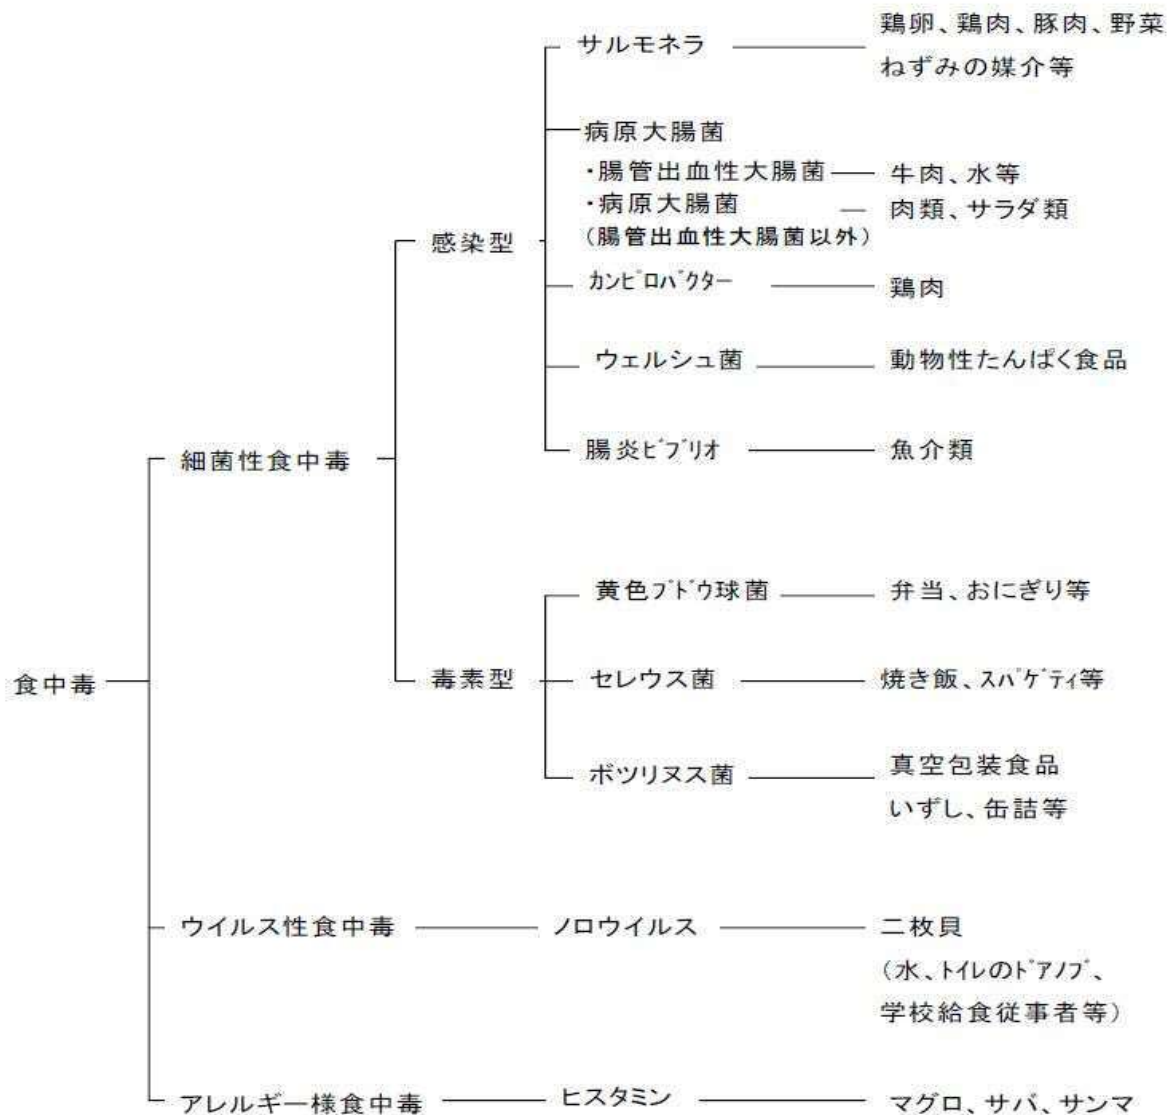 サルモネラ
鶏卵、鶏肉、豚肉、野菜
ねずみの媒介等
病原大腸菌
・腸管出血性大腸菌
牛肉、水等
・病原大腸菌
肉類、サラダ類
(腸管出血性大腸菌以外)
感染型
ｶﾝﾋﾟﾛﾊﾞｸﾀｰ
鶏肉
ウェルシュ菌
動物性たんぱく食品
腸炎ﾋﾞﾌﾞﾘｵ
魚介類
細菌性食中毒
黄色ﾌﾞﾄﾞｳ球菌
弁当、おにぎり等
食中毒
毒素型
セレウス菌
焼き飯、ｽﾊﾟｹﾞﾃｨ等
ボツリヌス菌
真空包装食品
いずし、缶詰等
ウイルス性食中毒
ノロウイルス
二枚貝
(水、ﾄｲﾚのﾄﾞｱﾉﾌﾞ、
学校給食従事者等)
アレルギー様食中毒
ヒスタミン
マグロ、サバ、サンマ